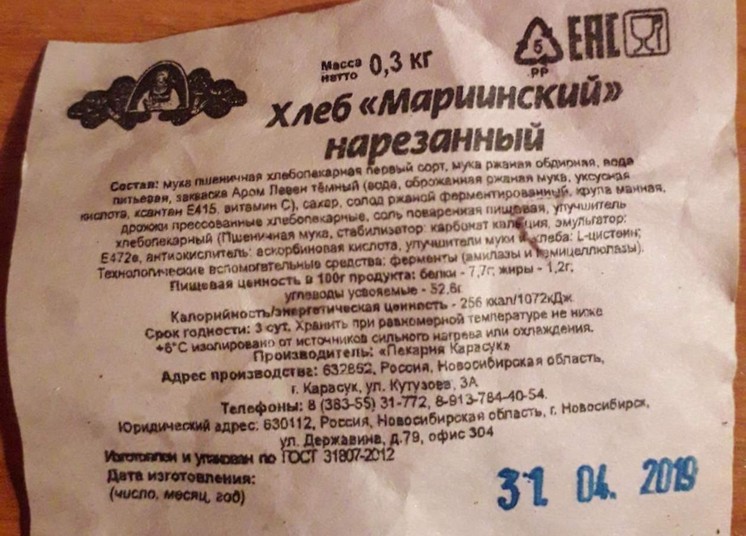 Масса
нетто 0,3 кг
5
PP
EAC
Хлеб «Мариинский»
нарезанный
Состав: мука пшеничная хлебопекарная первый сорт, мука ржаная обдирная, вода
питьевая, закваска Аром Левен тёмный (вода, сброженная ржаная мука, уксусная
кислота, ксантан Е415, витамин С), сахар, солод ржаной ферментированный, крупа манная,
дрожжи прессованные хлебопекарные, соль поваренная пищевая, улучшитель
хлебопекарный (Пшеничная мука, стабилизатор: карбонат кальция, эмульгатор:
Е472е, антиокислитель: аскорбиновая кислота, улучшители муки и хлеба: L-цистеин;
Технологические вспомогательные средства: ферменты (амилазы и гемицеллюлазы).
Пищевая ценность в 100г продукта: белки - 7,7г; жиры - 1,2г;
углеводы усвояемые - 52,6г
Калорийность/энергетическая ценность - 256 ккал/1072кДж
Срок годности: 3 сут. Хранить при равномерной температуре не ниже
+6°С изолировано от источников сильного нагрева или охлаждения.
Производитель: «Пекарня Карасук»
Адрес производства: 632862, Россия, Новосибирская область,
г. Карасук, ул. Кутузова, 3А
Телефоны: 8 (383-55) 31-772, 8-913-784-40-54.
Юридический адрес: 630112, Россия, Новосибирская область, г. Новосибирск,
ул. Державина, д.79, офис 304
Изготовлен и упакован по ГОСТ 31807-2012
Дата изготовления:
(число, месяц, год) 31 04. 2019